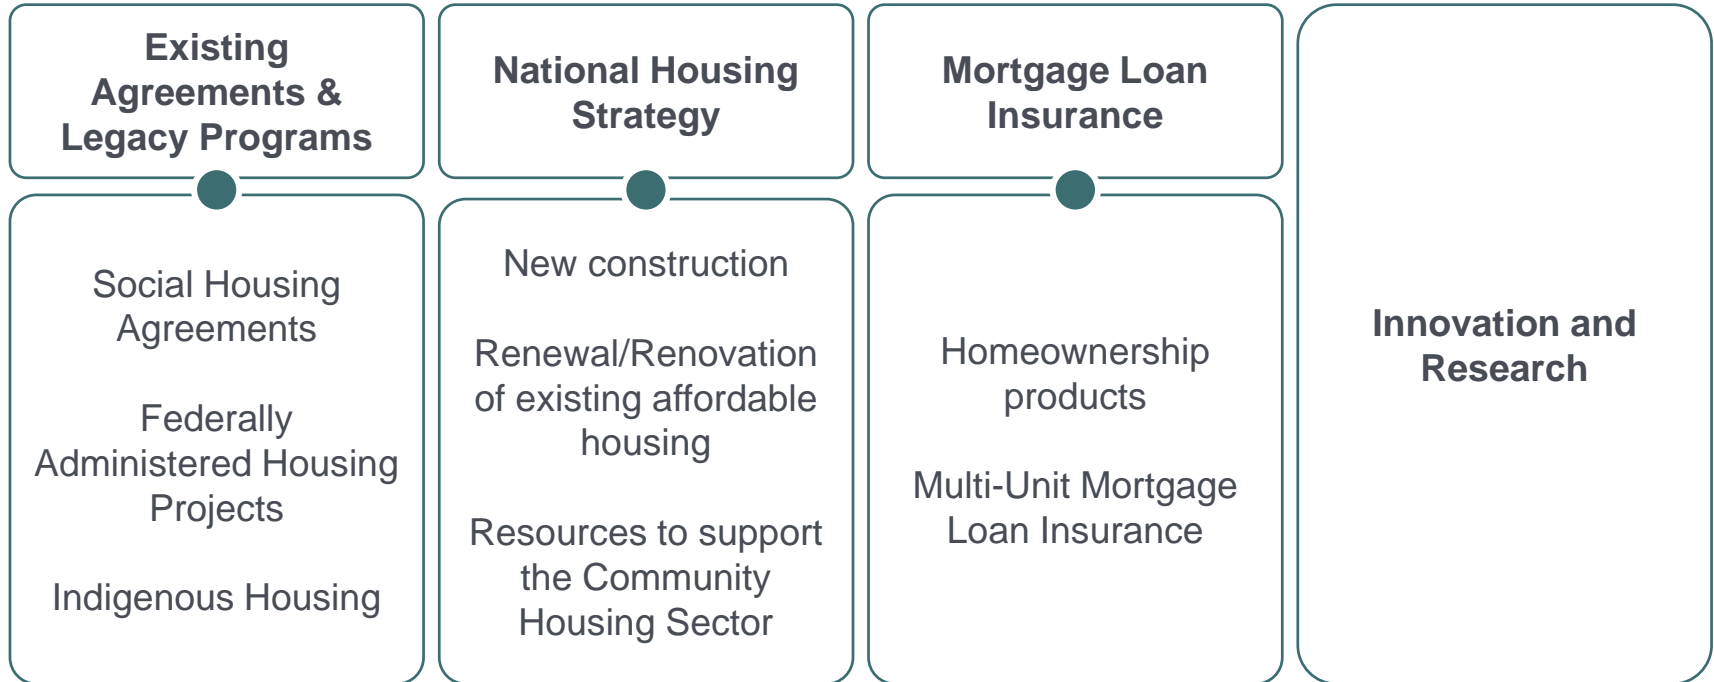 Existing
Agreements &
Legacy Programs
Social Housing
Agreements
Federally
Administered Housing
Projects
Indigenous Housing
National Housing
Strategy
New construction
Renewal/Renovation
of existing affordable
housing
Resources to support
the Community
Housing Sector
Mortgage Loan
Insurance
Homeownership
products
Multi-Unit Mortgage
Loan Insurance
Innovation and
Research